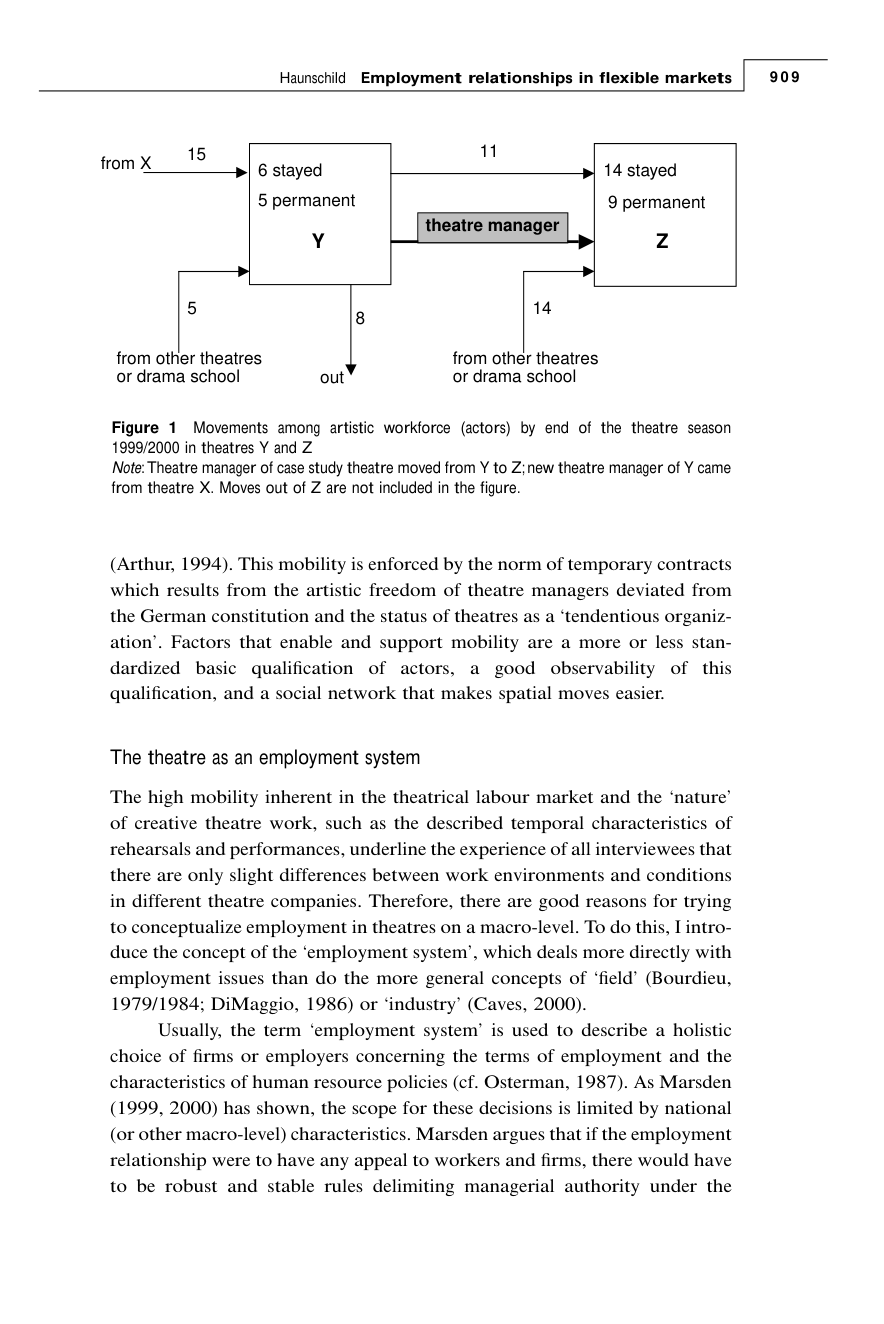 Haunschild Employment relationships in flexible markets 909
from X
15
6 stayed
5 permanent
Y
11
theatre manager
14 stayed
9 permanent
Z
5
8
14
from other theatres
or drama school
out
from other theatres
or drama school
Figure 1 Movements among artistic workforce (actors) by end of the theatre season
1999/2000 in theatres Y and Z
Note: Theatre manager of case study theatre moved from Y to Z; new theatre manager of Y came
from theatre X. Moves out of Z are not included in the figure.
(Arthur, 1994). This mobility is enforced by the norm of temporary contracts
which results from the artistic freedom of theatre managers deviated from
the German constitution and the status of theatres as a ‘tendentious organiz-
ation’. Factors that enable and support mobility are a more or less stan-
dardized basic qualification of actors, a good observability of this
qualification, and a social network that makes spatial moves easier.
The theatre as an employment system
The high mobility inherent in the theatrical labour market and the ‘nature’
of creative theatre work, such as the described temporal characteristics of
rehearsals and performances, underline the experience of all interviewees that
there are only slight differences between work environments and conditions
in different theatre companies. Therefore, there are good reasons for trying
to conceptualize employment in theatres on a macro-level. To do this, I intro-
duce the concept of the ‘employment system’, which deals more directly with
employment issues than do the more general concepts of ‘field’ (Bourdieu,
1979/1984; DiMaggio, 1986) or ‘industry’ (Caves, 2000).
Usually, the term ‘employment system’ is used to describe a holistic
choice of firms or employers concerning the terms of employment and the
characteristics of human resource policies (cf. Osterman, 1987). As Marsden
(1999, 2000) has shown, the scope for these decisions is limited by national
(or other macro-level) characteristics. Marsden argues that if the employment
relationship were to have any appeal to workers and firms, there would have
to be robust and stable rules delimiting managerial authority under the